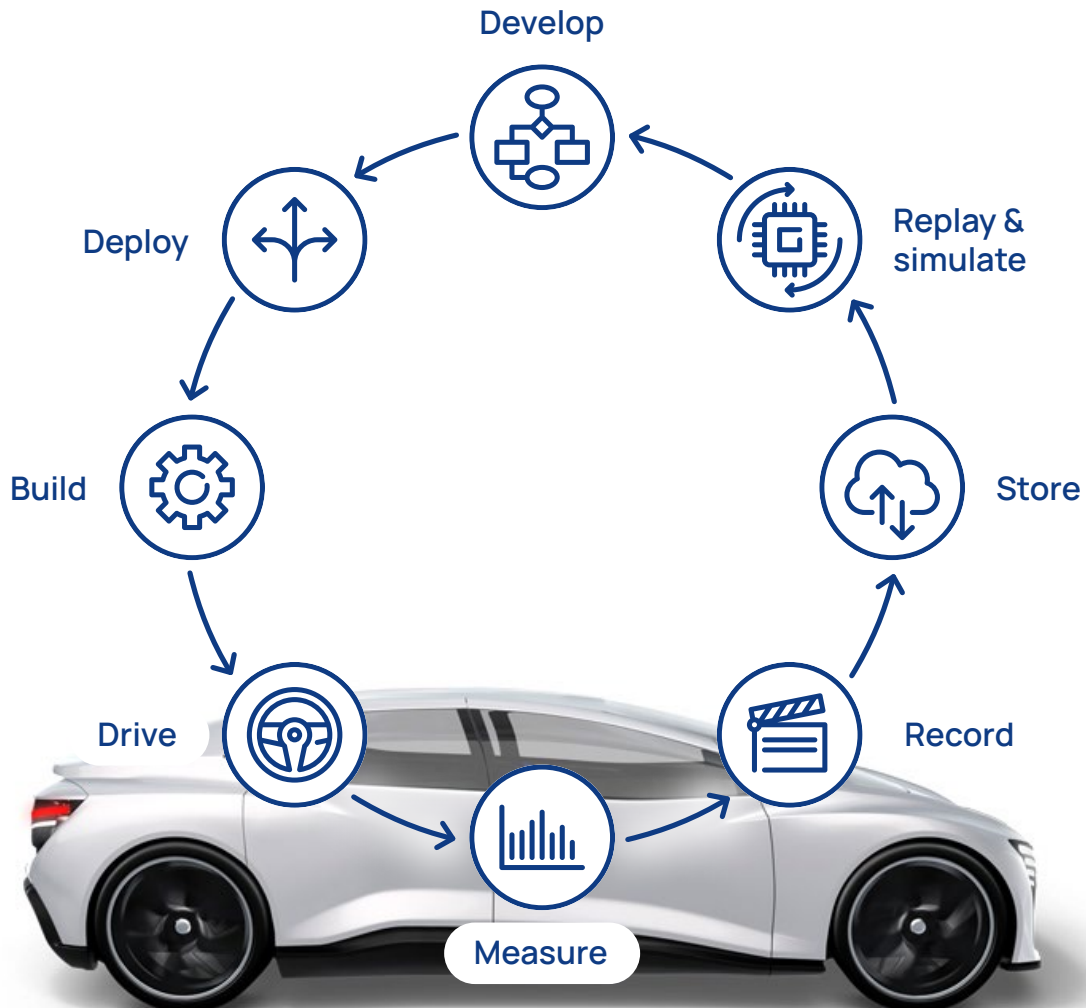 Develop
Deploy
Replay &
simulate
Build
Store
Drive
Record
Measure